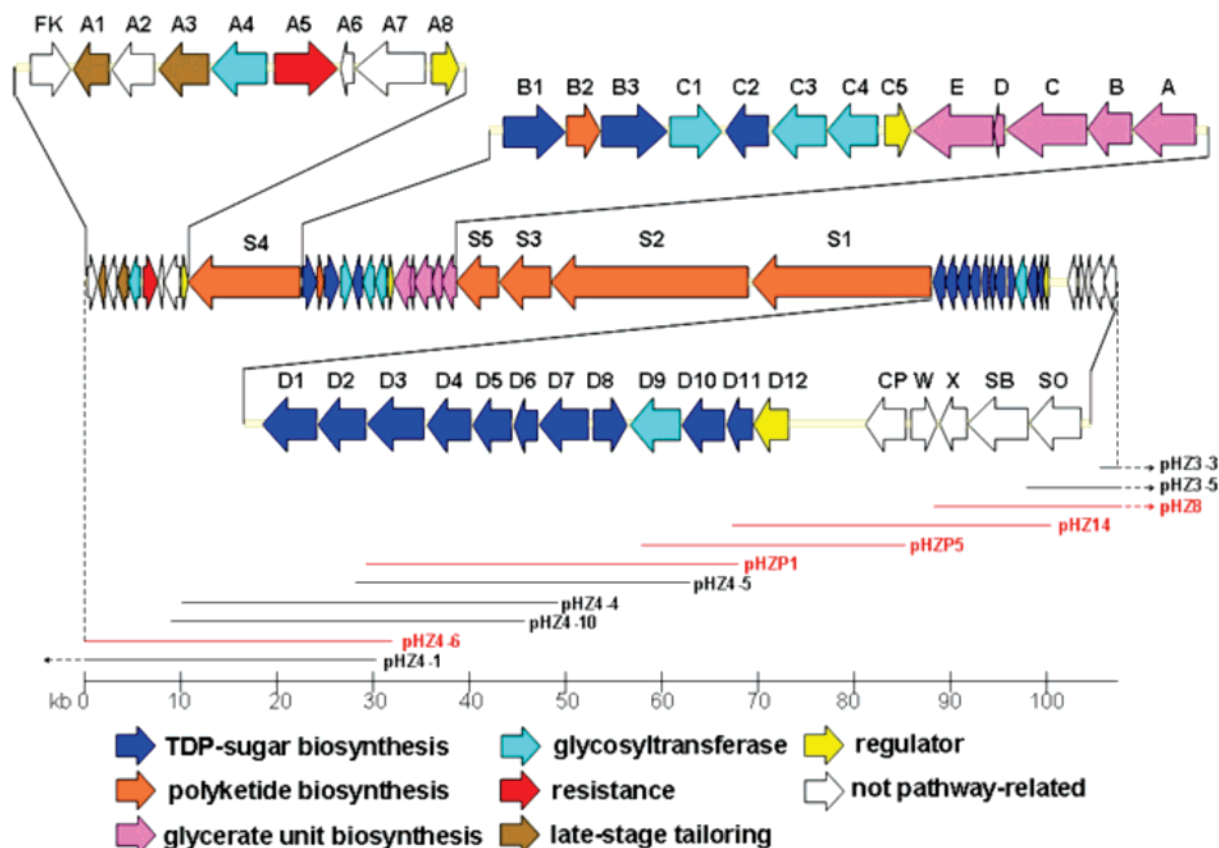 FK A1 A2 A3 A4 A5 A6 A7 A8
B1 B2 B3 C1 C2 C3 C4 C5 E D C B A
S4 S5 S3 S2 S1
D1 D2 D3 D4 D5 D6 D7 D8 D9 D10 D11 D12 CP W X SB SO
pHZ3-3
pHZ3-5
pHZ8
pHZ14
pHZP5
pHZP1
pHZ4-5
pHZ4-4
pHZ4-10
pHZ4-6
pHZ4-1
kb 0 10 20 30 40 50 60 70 80 90 100
TDP-sugar biosynthesis glycosyltransferase regulator
polyketide biosynthesis resistance not pathway-related
glycerate unit biosynthesis late-stage tailoring